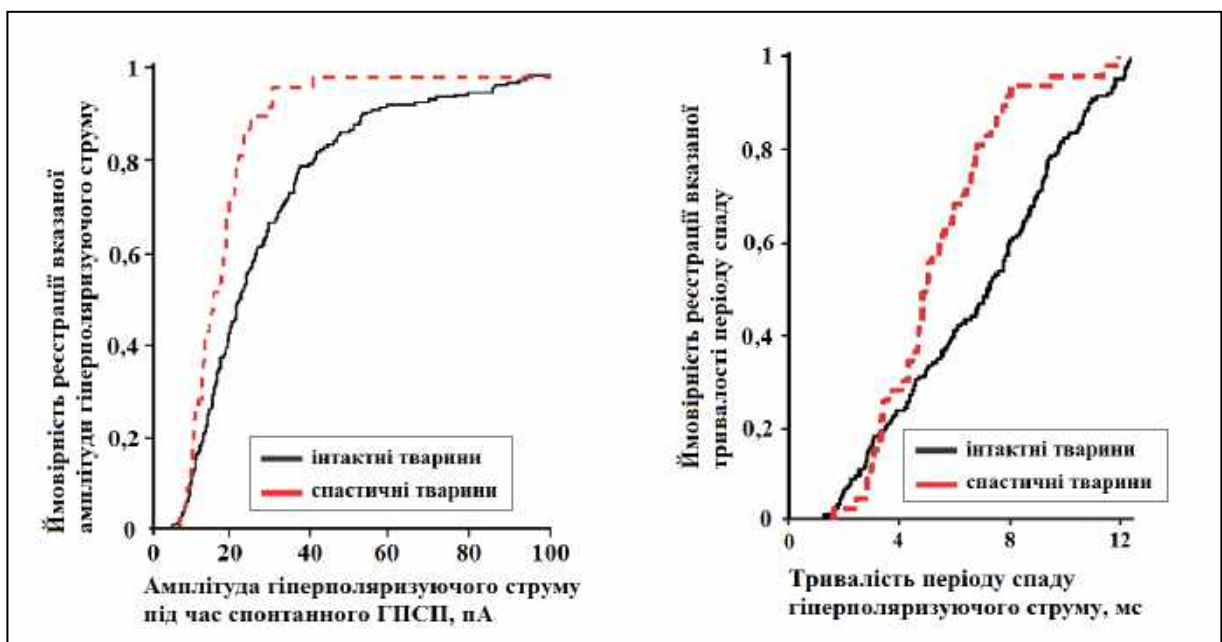 Ймовірність реєстрації вказаної
амплітуди гіперполяризуючого струму
1
0,8
0,6
0,4
0,2
0
0 20 40 60 80 100
інтактні тварини
спастичні тварини
Амплітуда гіперполяризуючого струму
під час спонтанного ГПСП, пА
Ймовірність реєстрації вказаної
тривалості періоду спаду
1
0,8
0,6
0,4
0,2
0
0 4 8 12
інтактні тварини
спастичні тварини
Тривалість періоду спаду
гіперполяризуючого струму, мс